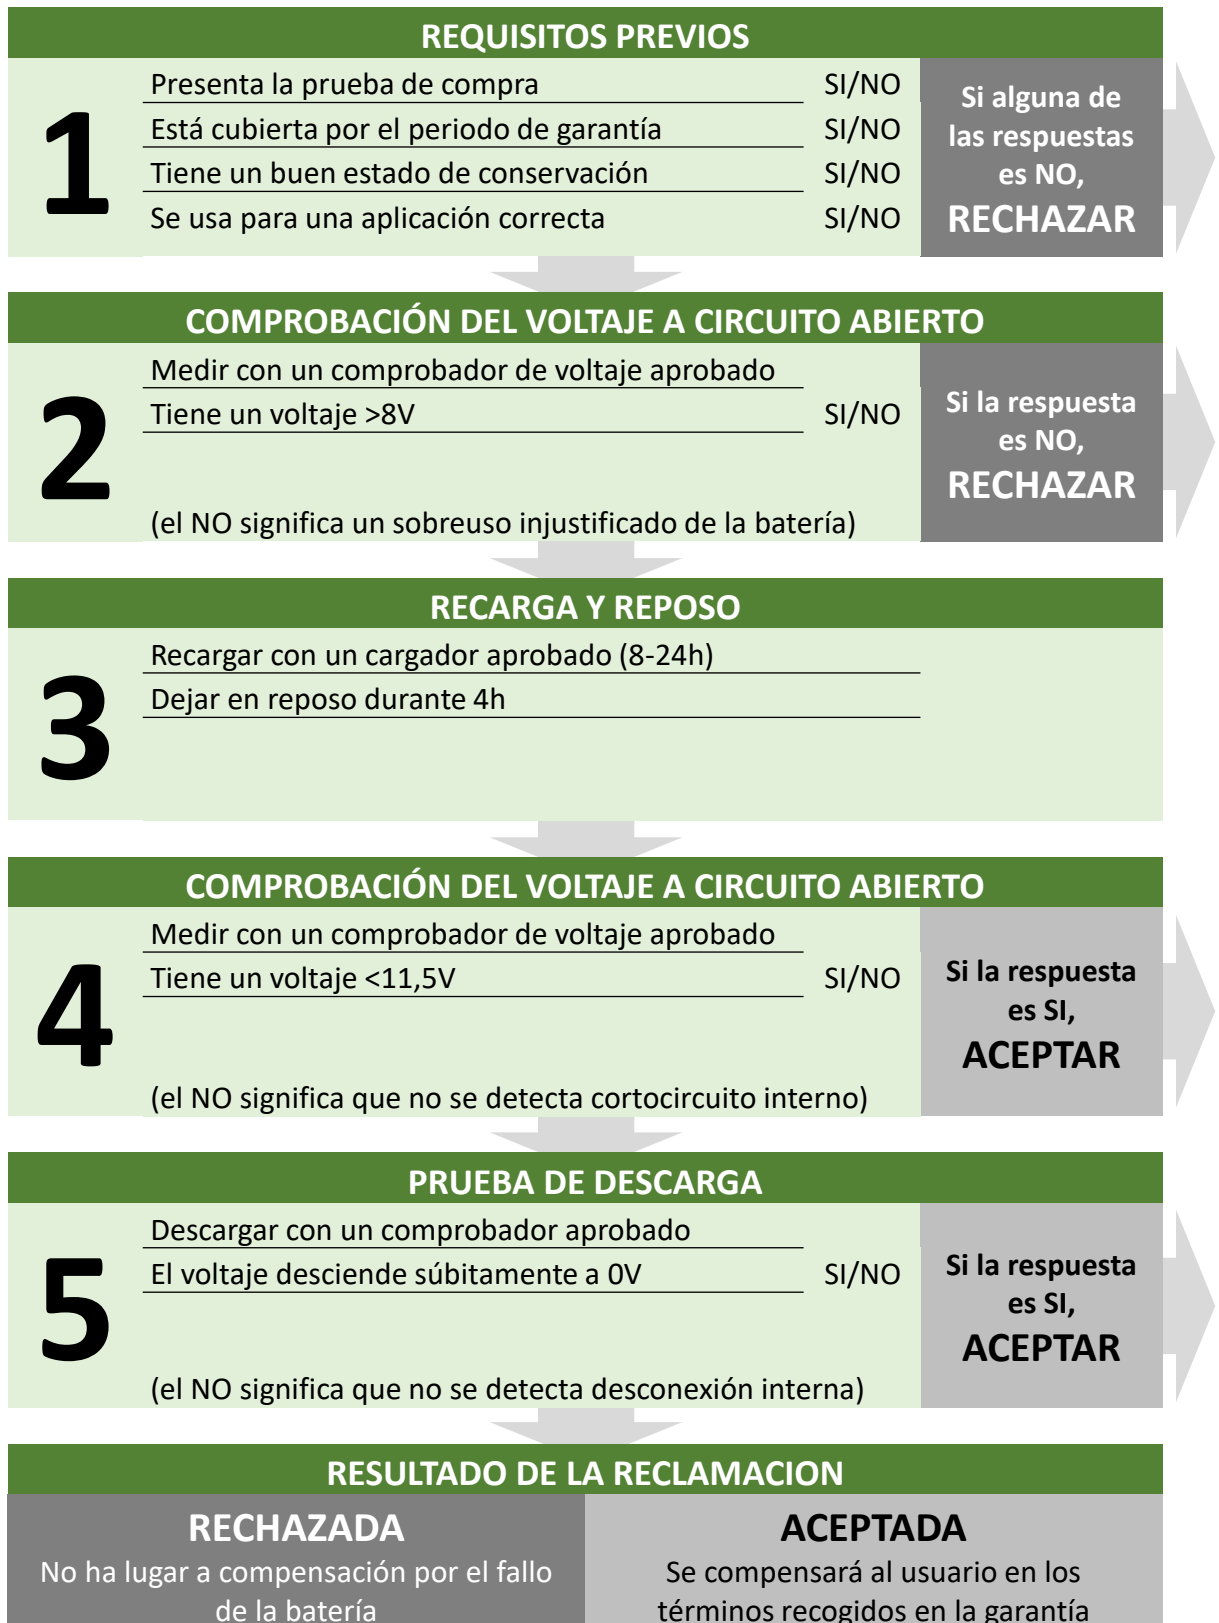 REQUISITOS PREVIOS
1
Presenta la prueba de compra SI/NO
Está cubierta por el periodo de garantía SI/NO
Tiene un buen estado de conservación SI/NO
Se usa para una aplicación correcta SI/NO
Si alguna de
las respuestas
es NO,
RECHAZAR
COMPROBACIÓN DEL VOLTAJE A CIRCUITO ABIERTO
2
Medir con un comprobador de voltaje aprobado
Tiene un voltaje >8V SI/NO
(el NO significa un sobreuso injustificado de la batería)
Si la respuesta
es NO,
RECHAZAR
RECARGA Y REPOSO
3
Recargar con un cargador aprobado (8-24h)
Dejar en reposo durante 4h
COMPROBACIÓN DEL VOLTAJE A CIRCUITO ABIERTO
4
Medir con un comprobador de voltaje aprobado
Tiene un voltaje <11,5V SI/NO
(el NO significa que no se detecta cortocircuito interno)
Si la respuesta
es SI,
ACEPTAR
PRUEBA DE DESCARGA
5
Descargar con un comprobador aprobado
El voltaje desciende súbitamente a 0V SI/NO
(el NO significa que no se detecta desconexión interna)
Si la respuesta
es SI,
ACEPTAR
RESULTADO DE LA RECLAMACION
RECHAZADA
No ha lugar a compensación por el fallo
de la batería
ACEPTADA
Se compensará al usuario en los
términos recogidos en la garantía